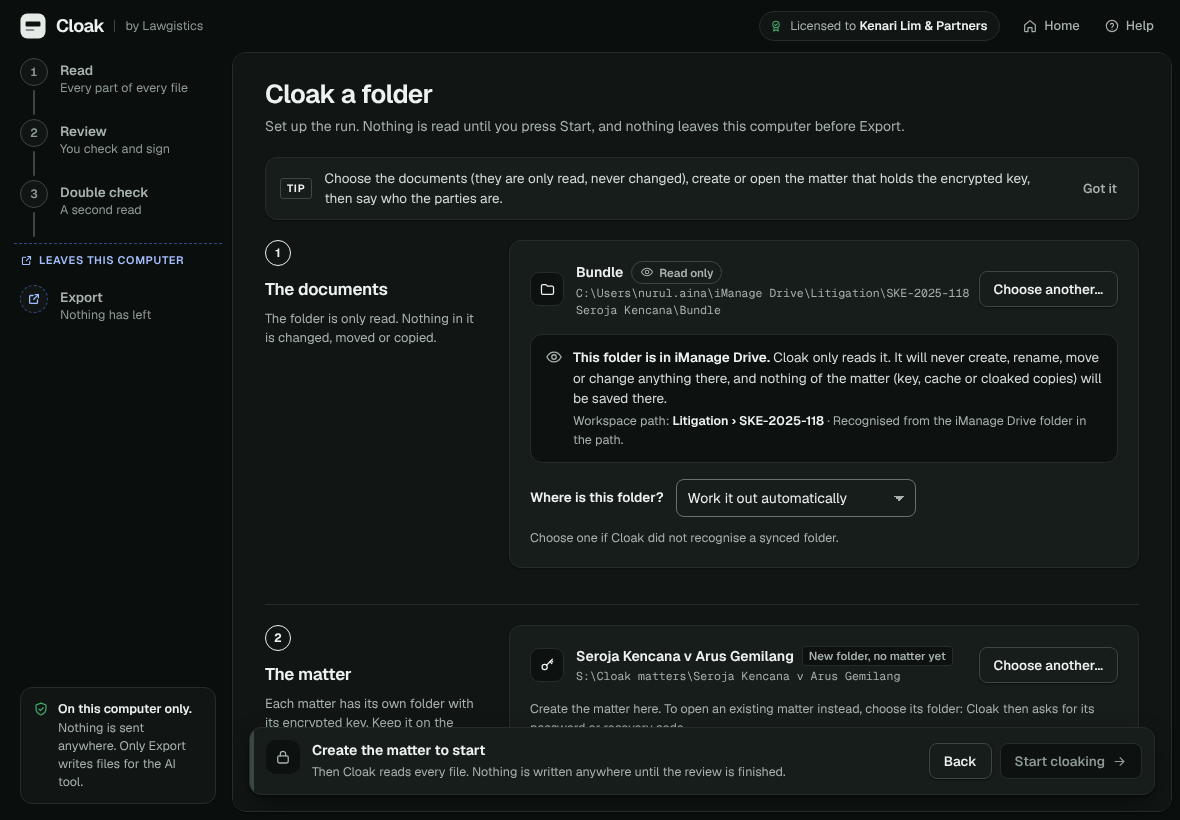 Cloak
by Lawgistics
Licensed to Kenari Lim & Partners
Home
Help
1
Read
Every part of every file
2
Review
You check and sign
3
Double check
A second read
LEAVES THIS COMPUTER
Export
Nothing has left
On this computer only.
Nothing is sent
anywhere. Only Export
writes files for the AI
tool.
Cloak a folder
Set up the run. Nothing is read until you press Start, and nothing leaves this computer before Export.
TIP
Choose the documents (they are only read, never changed), create or open the matter that holds the encrypted key,
then say who the parties are.
Got it
1
The documents
The folder is only read. Nothing in it
is changed, moved or copied.
Bundle
Read only
C:\Users\nurul.aina\iManage Drive\Litigation\SKE-2025-118
Seroja Kencana\Bundle
Choose another...
This folder is in iManage Drive. Cloak only reads it. It will never create, rename, move
or change anything there, and nothing of the matter (key, cache or cloaked copies) will
be saved there.
Workspace path: Litigation › SKE-2025-118 · Recognised from the iManage Drive folder in
the path.
Where is this folder?
Work it out automatically
Choose one if Cloak did not recognise a synced folder.
2
The matter
Each matter has its own folder with
its encrypted key. Keep it on the
Seroja Kencana v Arus Gemilang
New folder, no matter yet
S:\Cloak matters\Seroja Kencana v Arus Gemilang
Choose another...
Create the matter here. To open an existing matter instead, choose its folder: Cloak then asks for its
password or recovery code.
Create the matter to start
Then Cloak reads every file. Nothing is written anywhere until the review is finished.
Back
Start cloaking →